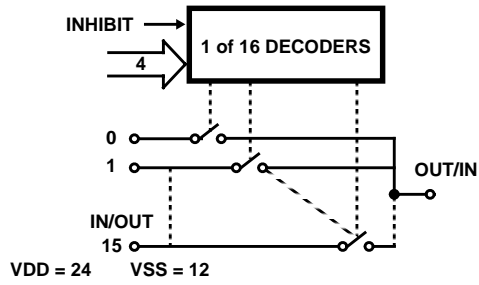 INHIBIT
1 of 16 DECODERS
4
0
1
OUT/IN
IN/OUT
15
VDD = 24 VSS = 12